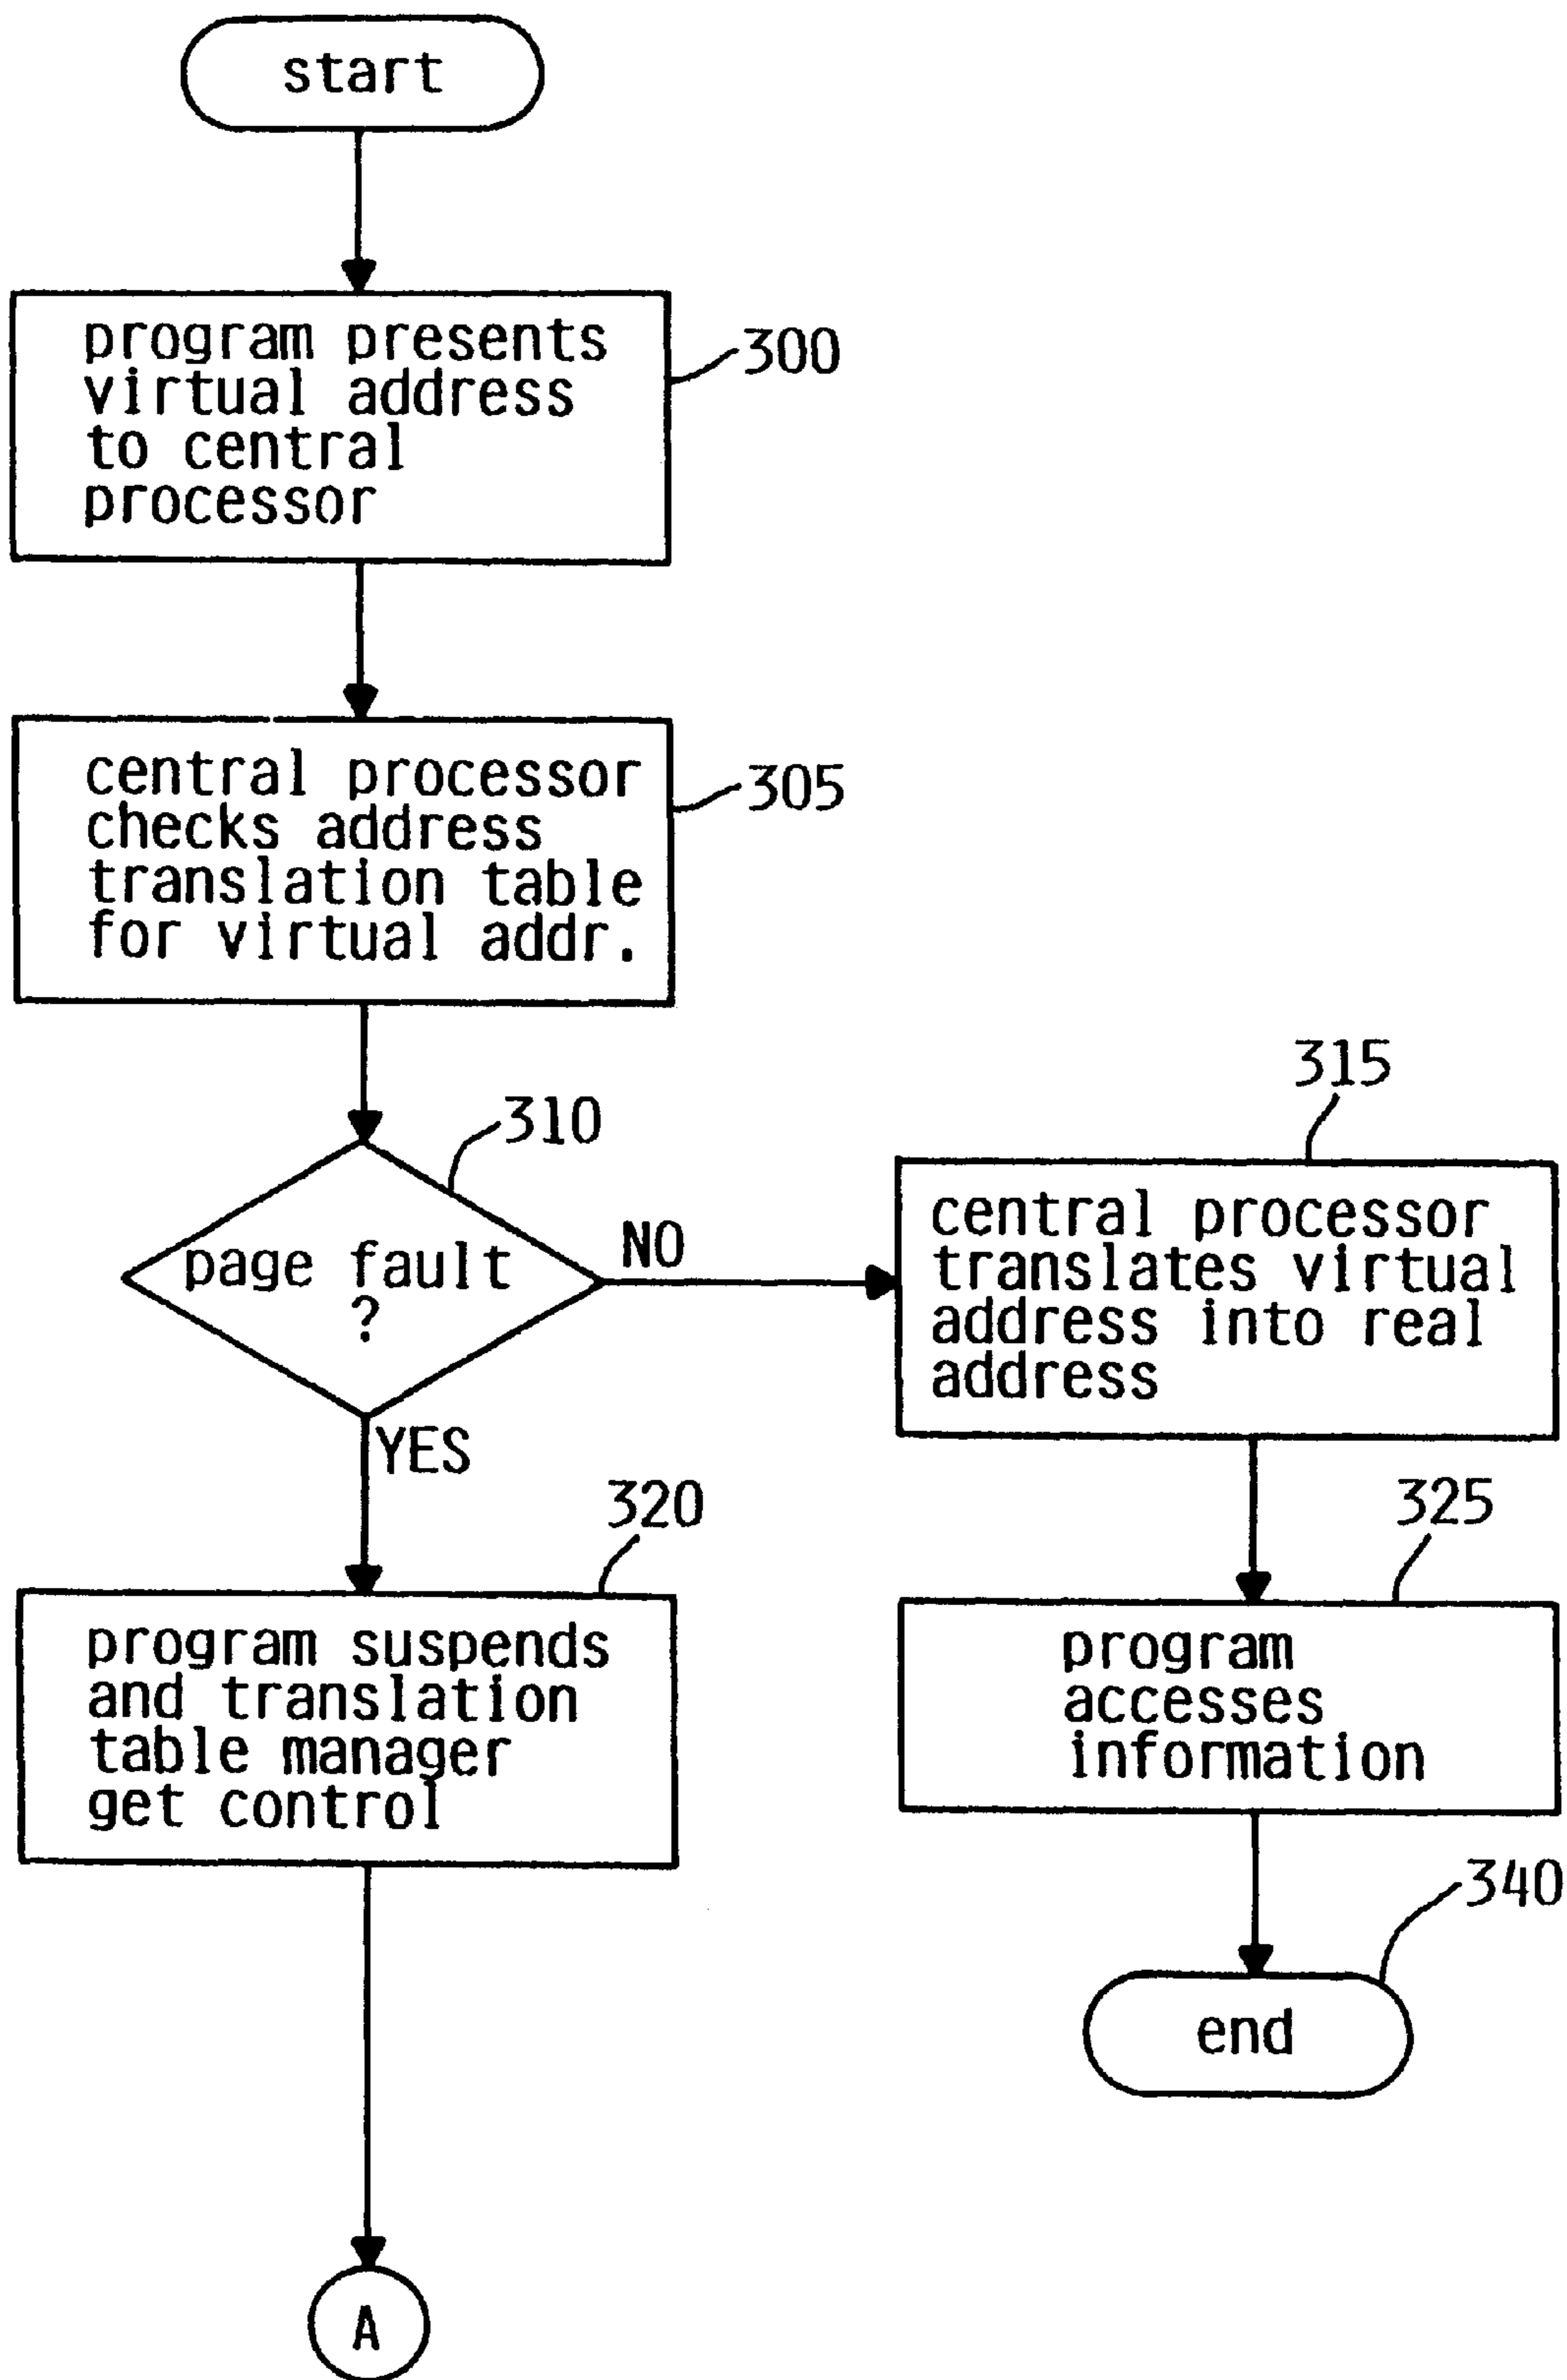 start
program presents
virtual address
to central
processor
300
central processor
checks address
translation table
for virtual addr.
305
310
page fault
?
NO
YES
315
central processor
translates virtual
address into real
address
320
program suspends
and translation
table manager
get control
325
program
accesses
information
340
end
A